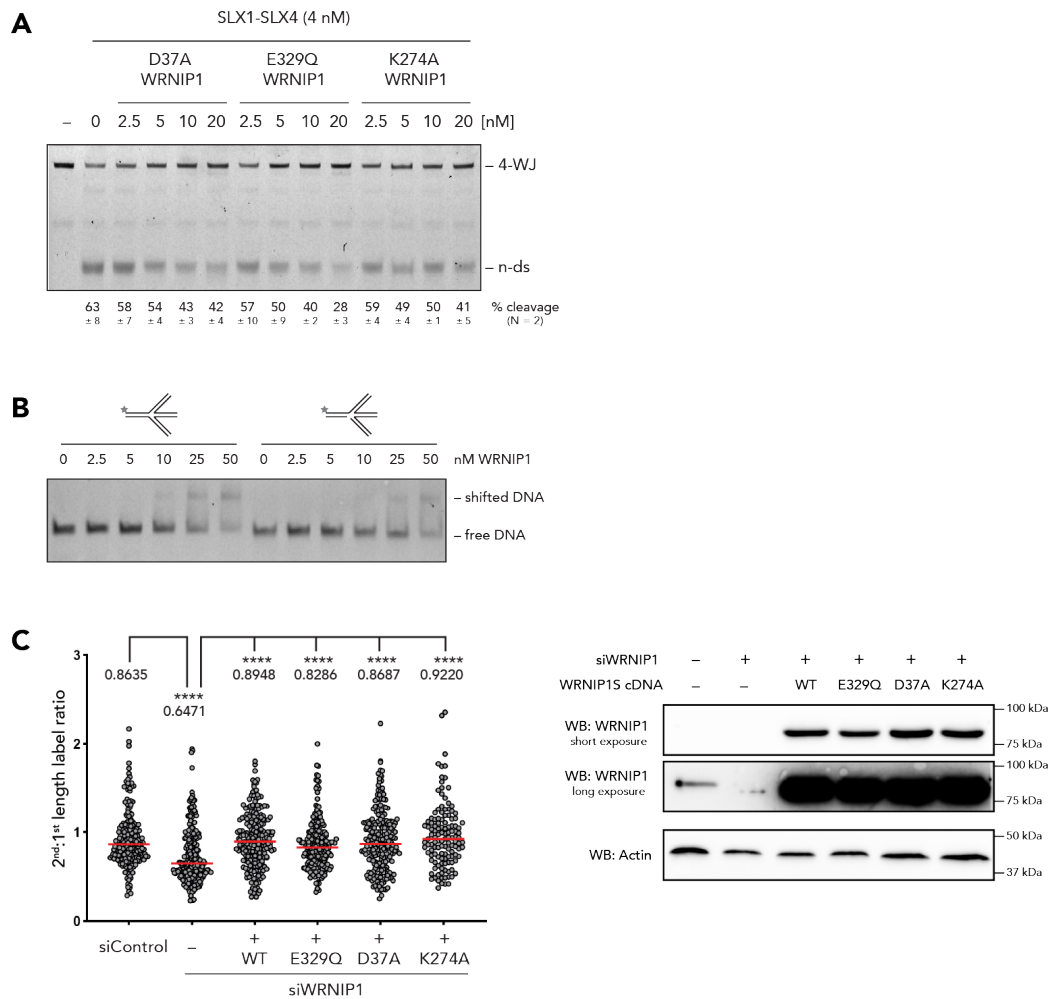 A
SLX1-SLX4 (4 nM)
D37A WRNIP1
E329Q WRNIP1
K274A WRNIP1
– 0 2.5 5 10 20 2.5 5 10 20 2.5 5 10 20 [nM]
– 4-WJ
– n-ds
63 58 54 43 42 57 50 40 28 59 49 50 41 % cleavage
± 8 ± 7 ± 4 ± 3 ± 4 ± 10 ± 9 ± 2 ± 3 ± 4 ± 4 ± 1 ± 5 (N = 2)
B
0 2.5 5 10 25 50 0 2.5 5 10 25 50 nM WRNIP1
– shifted DNA
– free DNA
C
3
2
1
0
2nd:1st length label ratio
0.8635
****
0.6471
**** **** **** ****
0.8948 0.8286 0.8687 0.9220
siControl – + + + +
WT E329Q D37A K274A
siWRNIP1
siWRNIP1 – + + + + +
WRNIP1S cDNA – – WT E329Q D37A K274A
WB: WRNIP1
short exposure
100 kDa
75 kDa
WB: WRNIP1
long exposure
100 kDa
75 kDa
WB: Actin
50 kDa
37 kDa